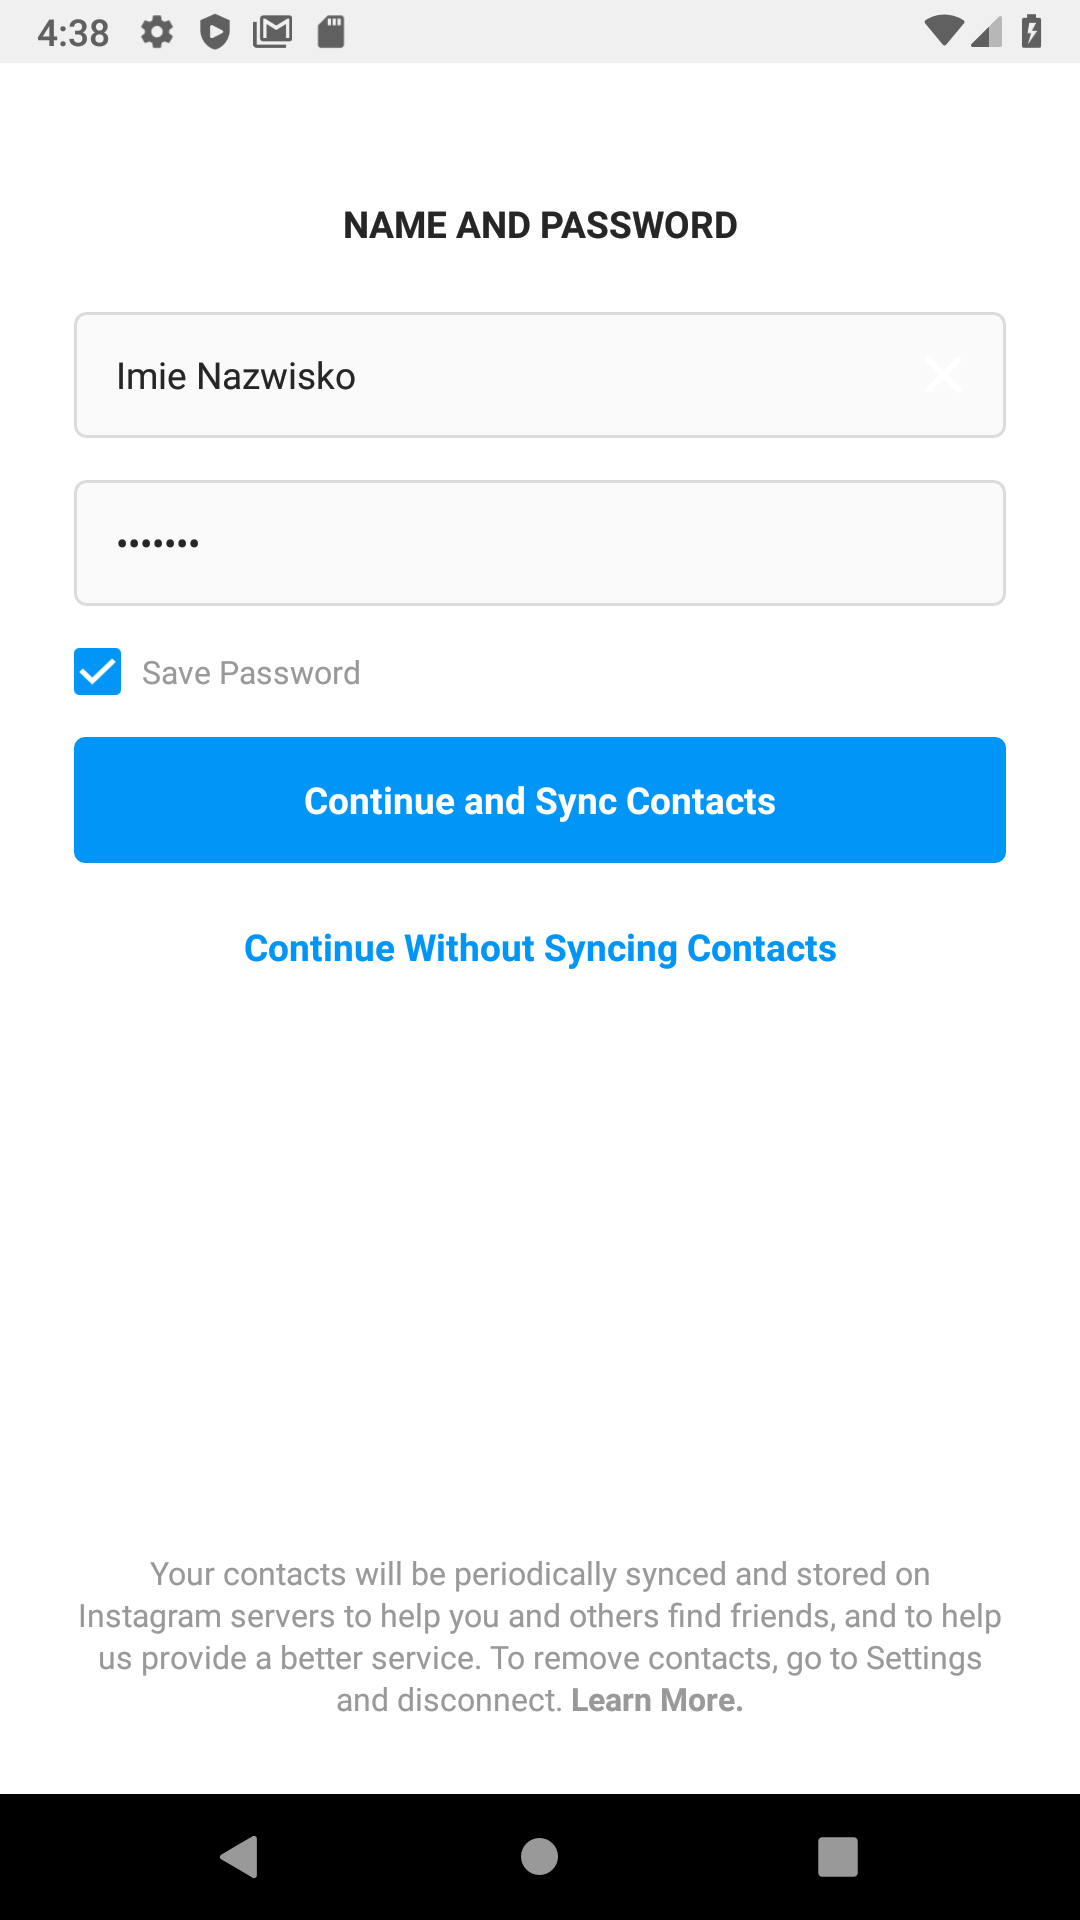 4:38
NAME AND PASSWORD
Imie Nazwisko
•••••••
Save Password
Continue and Sync Contacts
Continue Without Syncing Contacts
Your contacts will be periodically synced and stored on
Instagram servers to help you and others find friends, and to help
us provide a better service. To remove contacts, go to Settings
and disconnect. Learn More.